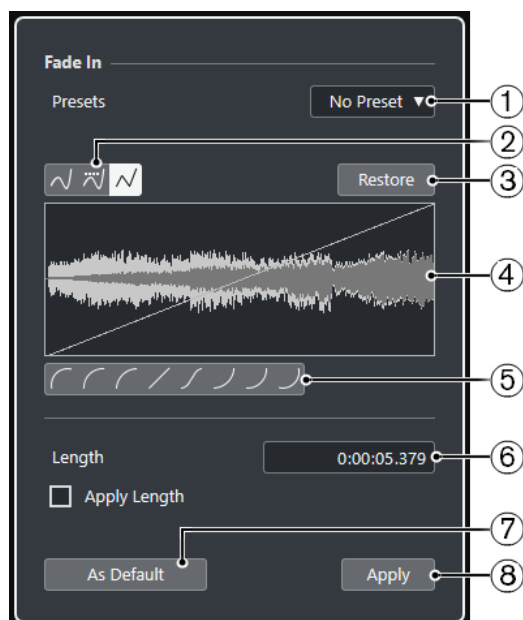 Fade In
Presets
No Preset ▼
①
②
③
Restore
④
⑤
Length
0:00:05.379
⑥
Apply Length
⑦
As Default
Apply
⑧